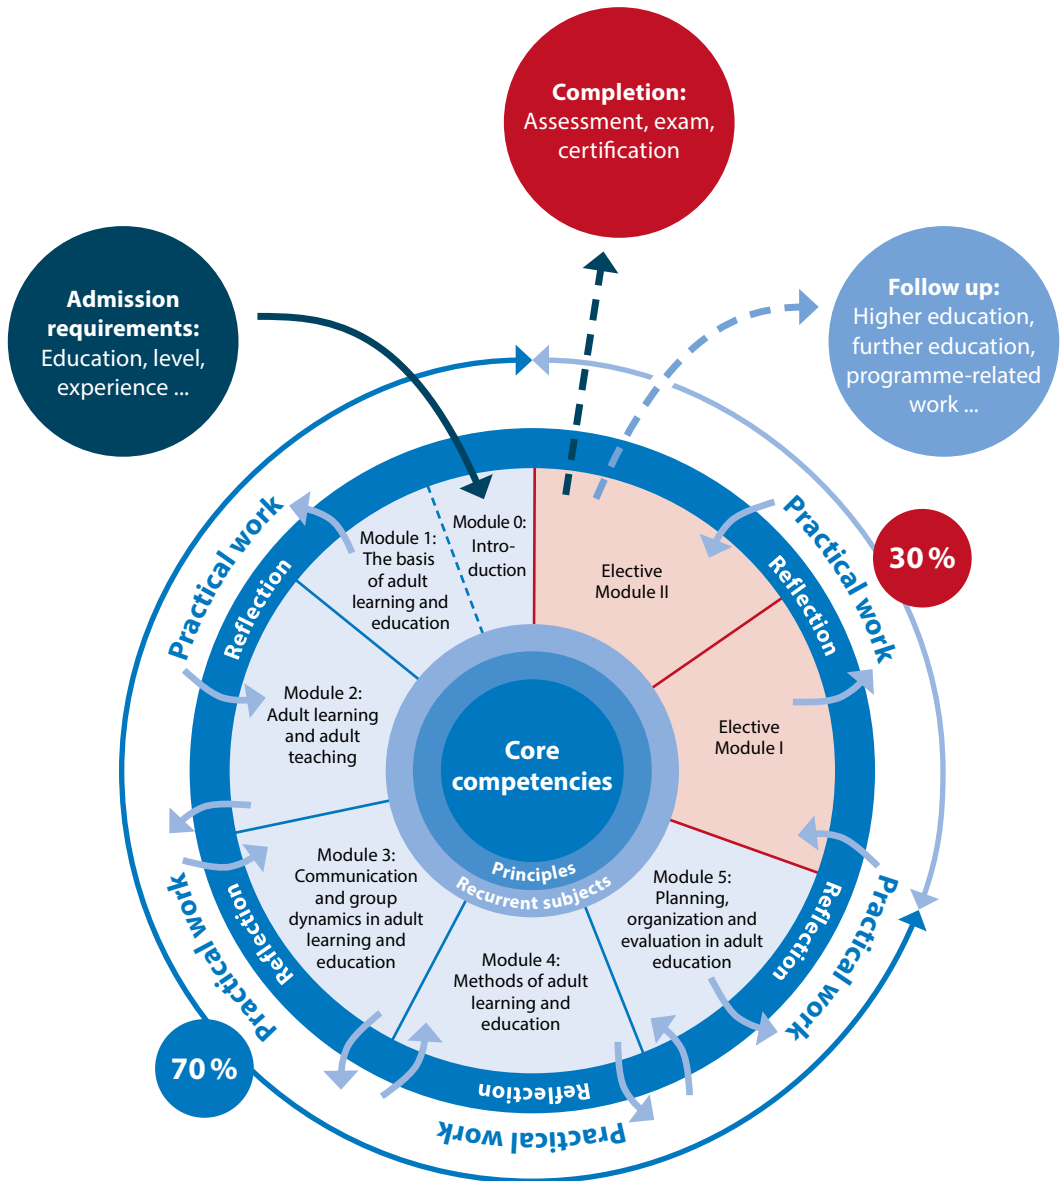 Completion:
Assessment, exam,
certification
Admission
requirements:
Education, level,
experience ...
Follow up:
Higher education,
further education,
programme-related
work ...
Practical work
Reflection
Practical work
Reflection
30 %
Module 0:
Intro-
duction
Module 1:
The basis
of adult
learning and
education
Elective
Module II
Module 2:
Adult learning
and adult
teaching
Elective
Module I
Core
competencies
Principles
Recurrent subjects
Module 3:
Communication
and group
dynamics in adult
learning and
education
Module 4:
Methods of adult
learning and
education
Module 5:
Planning,
organization and
evaluation in adult
education
Practical work
Reflection
Reflection
Practical work
70 %
Reflection
Practical work